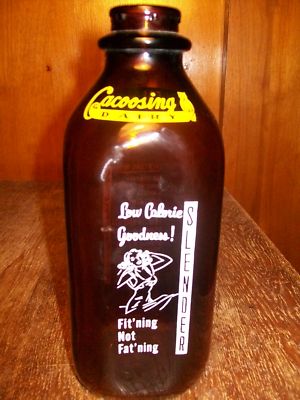 Cacoosing
DAIRY
Low Calorie
Goodness!
SLENDER
Fit'ning
Not
Fat'ning